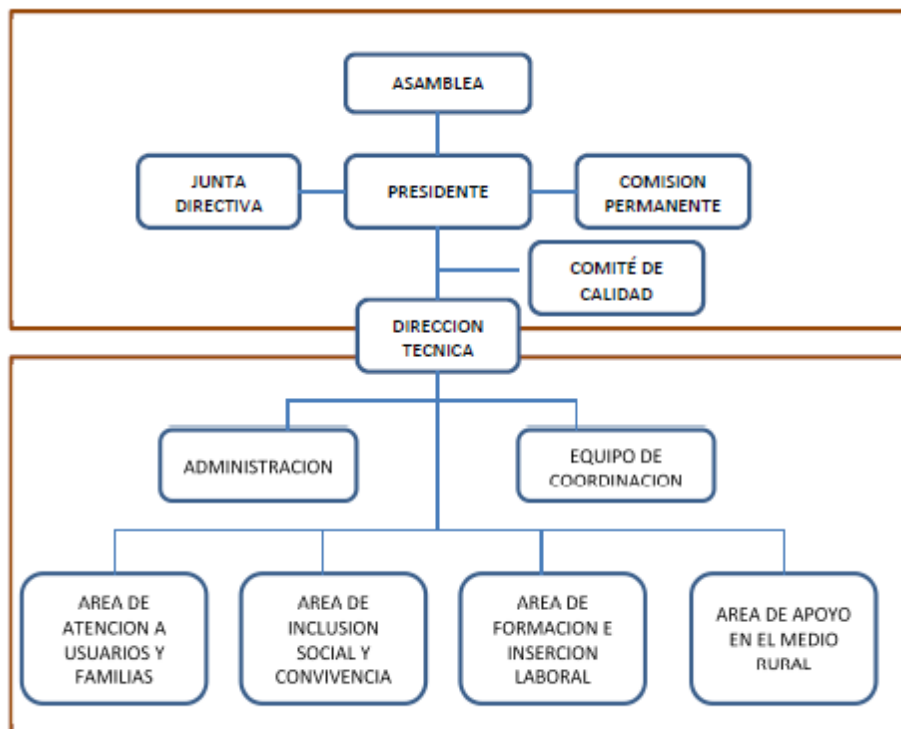 ASAMBLEA
JUNTA
DIRECTIVA
PRESIDENTE
COMISION
PERMANENTE
COMITÉ DE
CALIDAD
DIRECCION
TECNICA
ADMINISTRACION
EQUIPO DE
COORDINACION
AREA DE
ATENCION A
USUARIOS Y
FAMILIAS
AREA DE
INCLUSION
SOCIAL Y
CONVIVENCIA
AREA DE
FORMACION E
INSERCION
LABORAL
AREA DE APOYO
EN EL MEDIO
RURAL